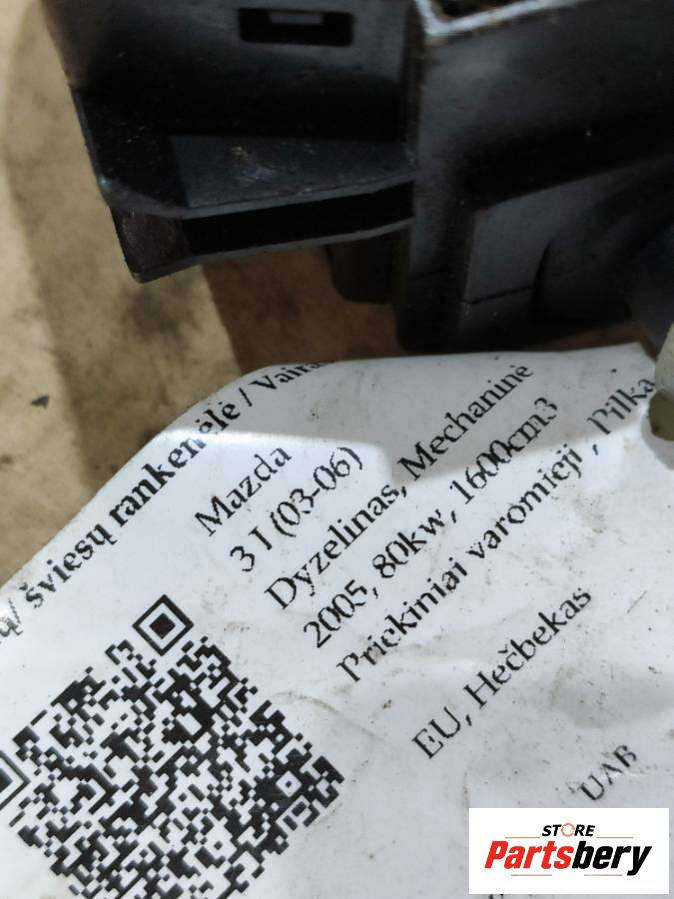 šviesų rankenėlė / Vaira
Mazda
3 I (03-06)
Dyzelinas, Mechaninė
2005, 80kw, 1600cm3
Priekiniai varomieji , Pilka
EU, Hečbekas
UAB
STORE
Partsbery